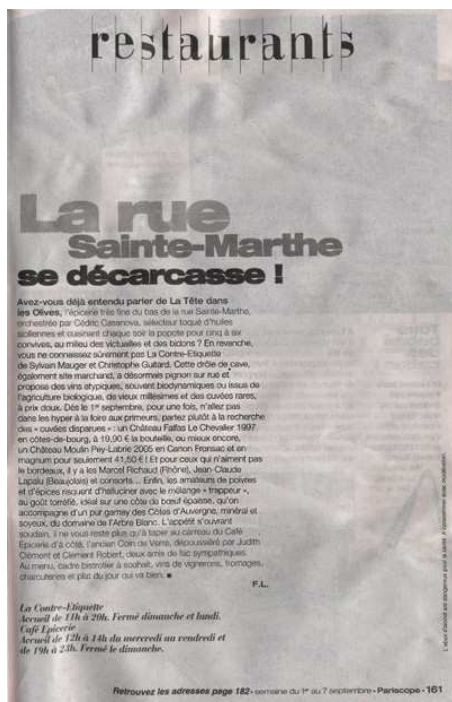 restaurants
La rue
Sainte-Marthe
se décarcasse !
Avez-vous déjà entendu parler de La Tête dans
les Olives, l'épicerie très fine du bas de la rue Sainte-Marthe,
orchestrée par Cédric Casanova, sélecteur toqué d'huiles
siciliennes et cuisinant chaque soir la popote pour cinq à six
convives, au milieu des victuailles et des bidons ? En revanche,
vous ne connaissez sûrement pas La Contre-Etiquette
de Sylvain Mauger et Christophe Guitard. Cette drôle de cave,
également site marchand, a désormais pignon sur rue et
propose des vins atypiques, souvent biodynamiques ou issus de
l'agriculture biologique, de vieux millésimes et des cuvées rares,
à prix doux. Dès le 1er septembre, pour une fois, n'allez pas
dans les hyper à la foire aux primeurs, partez plutôt à la recherche
des « cuvées disparues » : un Château Falfas Le Chevalier 1997
en côtes-de-bourg, à 19,90 € la bouteille, ou mieux encore,
un Château Moulin Pey-Labrie 2005 en Canon Fronsac et en
magnum pour seulement 41,50 € ! Et pour ceux qui n'aiment pas
le bordeaux, il y a les Marcel Richaud (Rhône), Jean-Claude
Lapalu (Beaujolais) et consorts... Enfin, les amateurs de poivres
et d'épices risquent d'halluciner avec le mélange « trappeur »,
au goût torréfié, idéal sur une côte du bœuf épaisse, qu'on
accompagne d'un pur gamay des Côtes d'Auvergne, minéral et
soyeux, du domaine de l'Arbre Blanc. L'appétit s'ouvrant
soudain, il ne vous reste plus qu'à taper au carreau du Café
Epicerie d'à côté, l'ancien Coin de Verre, dépoussiéré par Judith
Clément et Clément Robert, deux amis de fac sympathiques.
Au menu, cadre bistrotier à souhait, vins de vignerons, fromages,
charcuteries et plat du jour qui va bien. ■
F.L.
La Contre-Etiquette
Accueil de 11h à 20h. Fermé dimanche et lundi.
Café Epicerie
Accueil de 12h à 14h du mercredi au vendredi et
de 19h à 23h. Fermé le dimanche.
L'abus d'alcool est dangereux pour la santé. A consommer avec modération.
Retrouvez les adresses page 182 • semaine du 1er au 7 septembre • Pariscope • 161